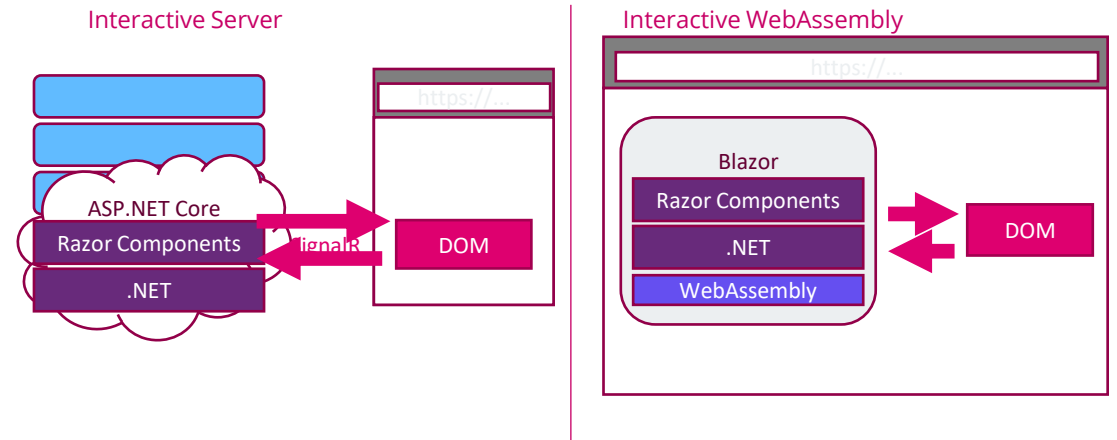 Interactive Server
https://...
ASP.NET Core
Razor Components
SignalR
DOM
.NET
Interactive WebAssembly
https://...
Blazor
Razor Components
.NET
WebAssembly
DOM